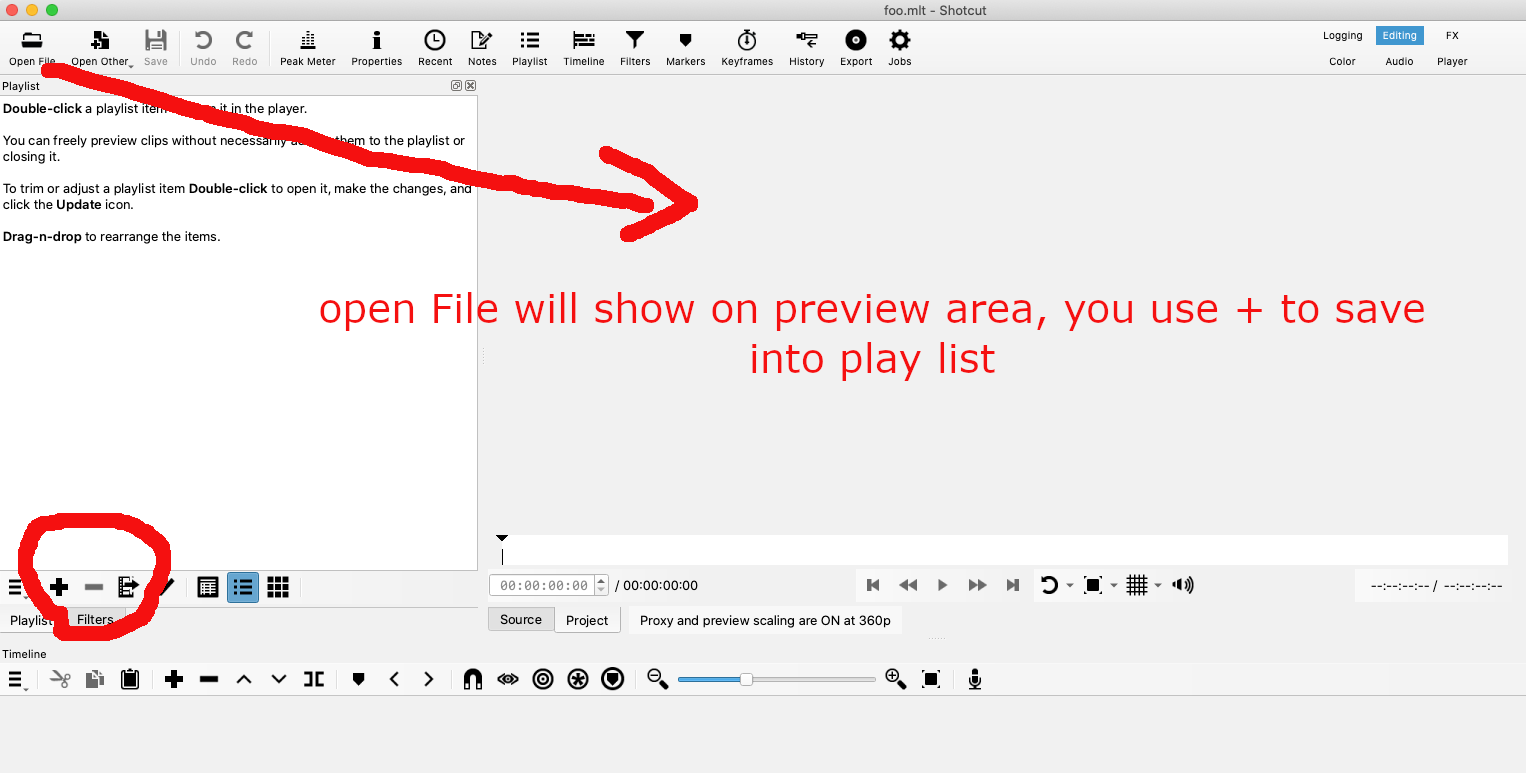 foo.mlt - Shotcut
Open File Open Other Save Undo Redo Peak Meter Properties Recent Notes Playlist Timeline Filters Markers Keyframes History Export Jobs
Logging Editing FX
Color Audio Player
Playlist
Double-click a playlist item it in the player.
You can freely preview clips without necessarily them to the playlist or
closing it.
To trim or adjust a playlist item Double-click to open it, make the changes, and
click the Update icon.
Drag-n-drop to rearrange the items.
open File will show on preview area, you use + to save
into play list
00:00:00:00 / 00:00:00:00
--:--:--:-- / --:--:--:--
Playlist Filters
Source Project Proxy and preview scaling are ON at 360p
Timeline